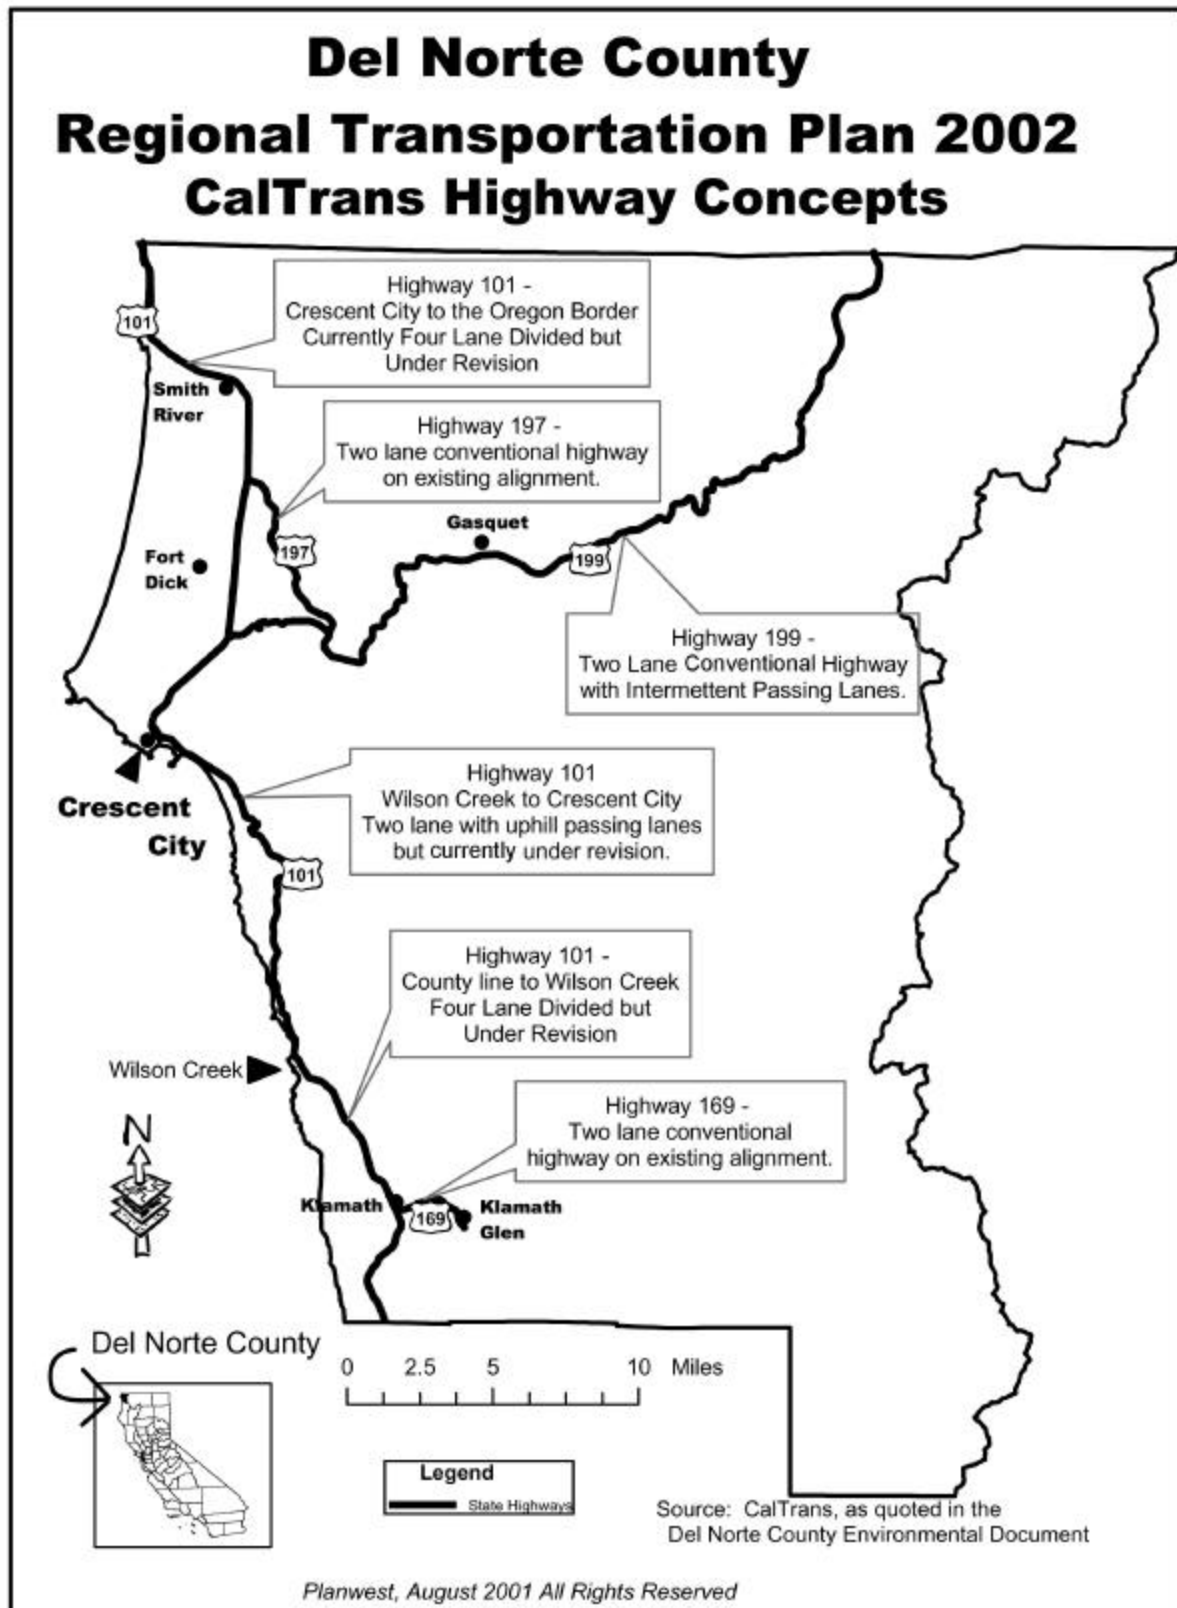 Del Norte County
Regional Transportation Plan 2002
CalTrans Highway Concepts
Highway 101 -
Crescent City to the Oregon Border
Currently Four Lane Divided but
Under Revision
101
Smith
River
Highway 197 -
Two lane conventional highway
on existing alignment.
Gasquet
197
199
Fort
Dick
Highway 199 -
Two Lane Conventional Highway
with Intermettent Passing Lanes.
Highway 101
Wilson Creek to Crescent City
Two lane with uphill passing lanes
but currently under revision.
Crescent
City
101
Highway 101 -
County line to Wilson Creek
Four Lane Divided but
Under Revision
Wilson Creek
Highway 169 -
Two lane conventional
highway on existing alignment.
N
Klamath
169
Klamath
Glen
Del Norte County
0 2.5 5 10 Miles
Legend
State Highways
Source: CalTrans, as quoted in the
Del Norte County Environmental Document
Planwest, August 2001 All Rights Reserved